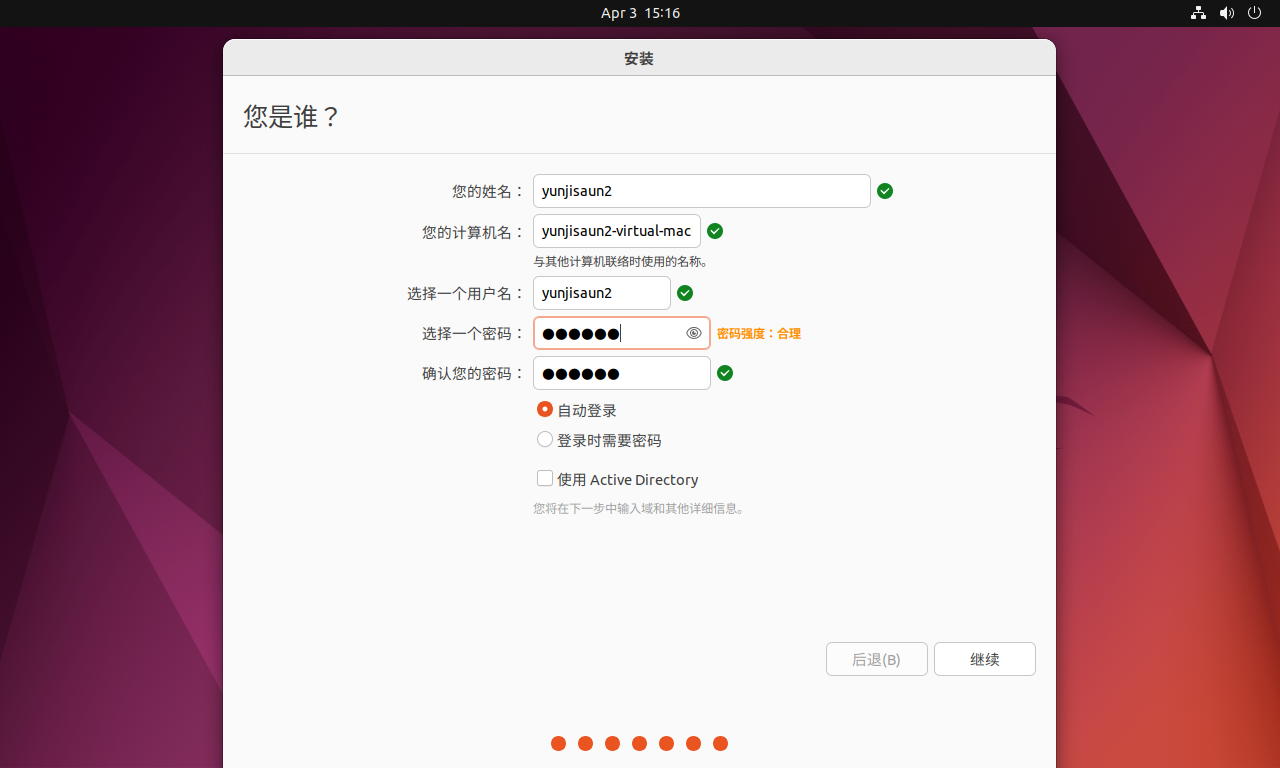 Apr 3 15:16
安装
您是谁？
您的姓名： yunjisaun2
您的计算机名： yunjisaun2-virtual-mac
与其他计算机联络时使用的名称。
选择一个用户名： yunjisaun2
选择一个密码： ●●●●●● 密码强度：合理
确认您的密码： ●●●●●●
自动登录
登录时需要密码
使用 Active Directory
您将在下一步中输入域和其他详细信息。
后退(B) 继续